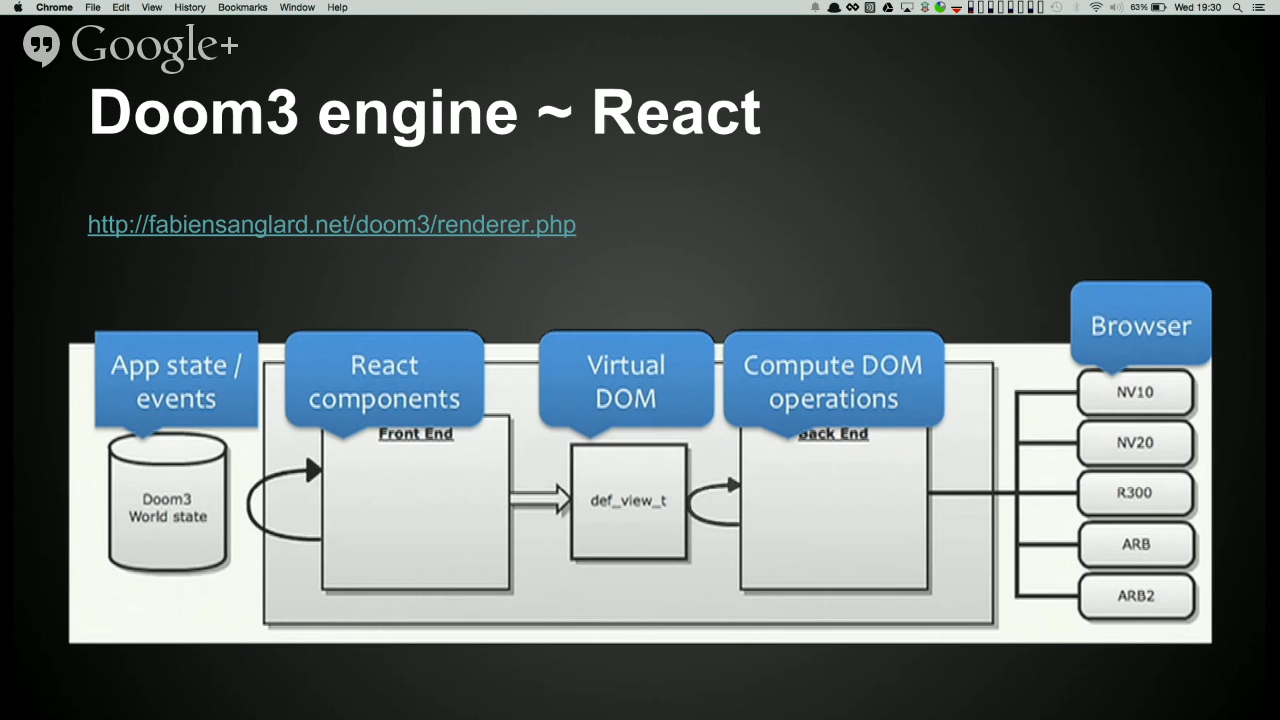 Chrome File Edit View History Bookmarks Window Help 63% Wed 19:30
Google+
Doom3 engine ~ React
http://fabiensanglard.net/doom3/renderer.php
App state /
events
React
components
Virtual
DOM
Compute DOM
operations
Browser
Front End
Back End
Doom3
World state
def_view_t
NV10
NV20
R300
ARB
ARB2